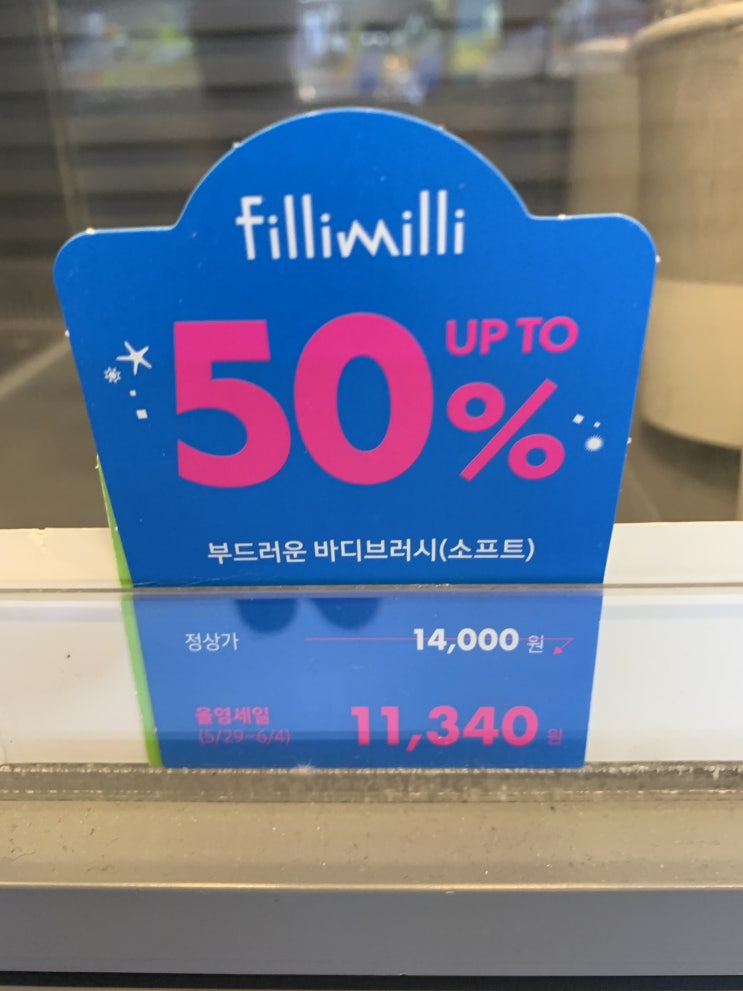 fillimilli
50 UP TO %
부드러운 바디브러시(소프트)
정상가 14,000 원
올영세일 11,340 원
(5/29~6/4)